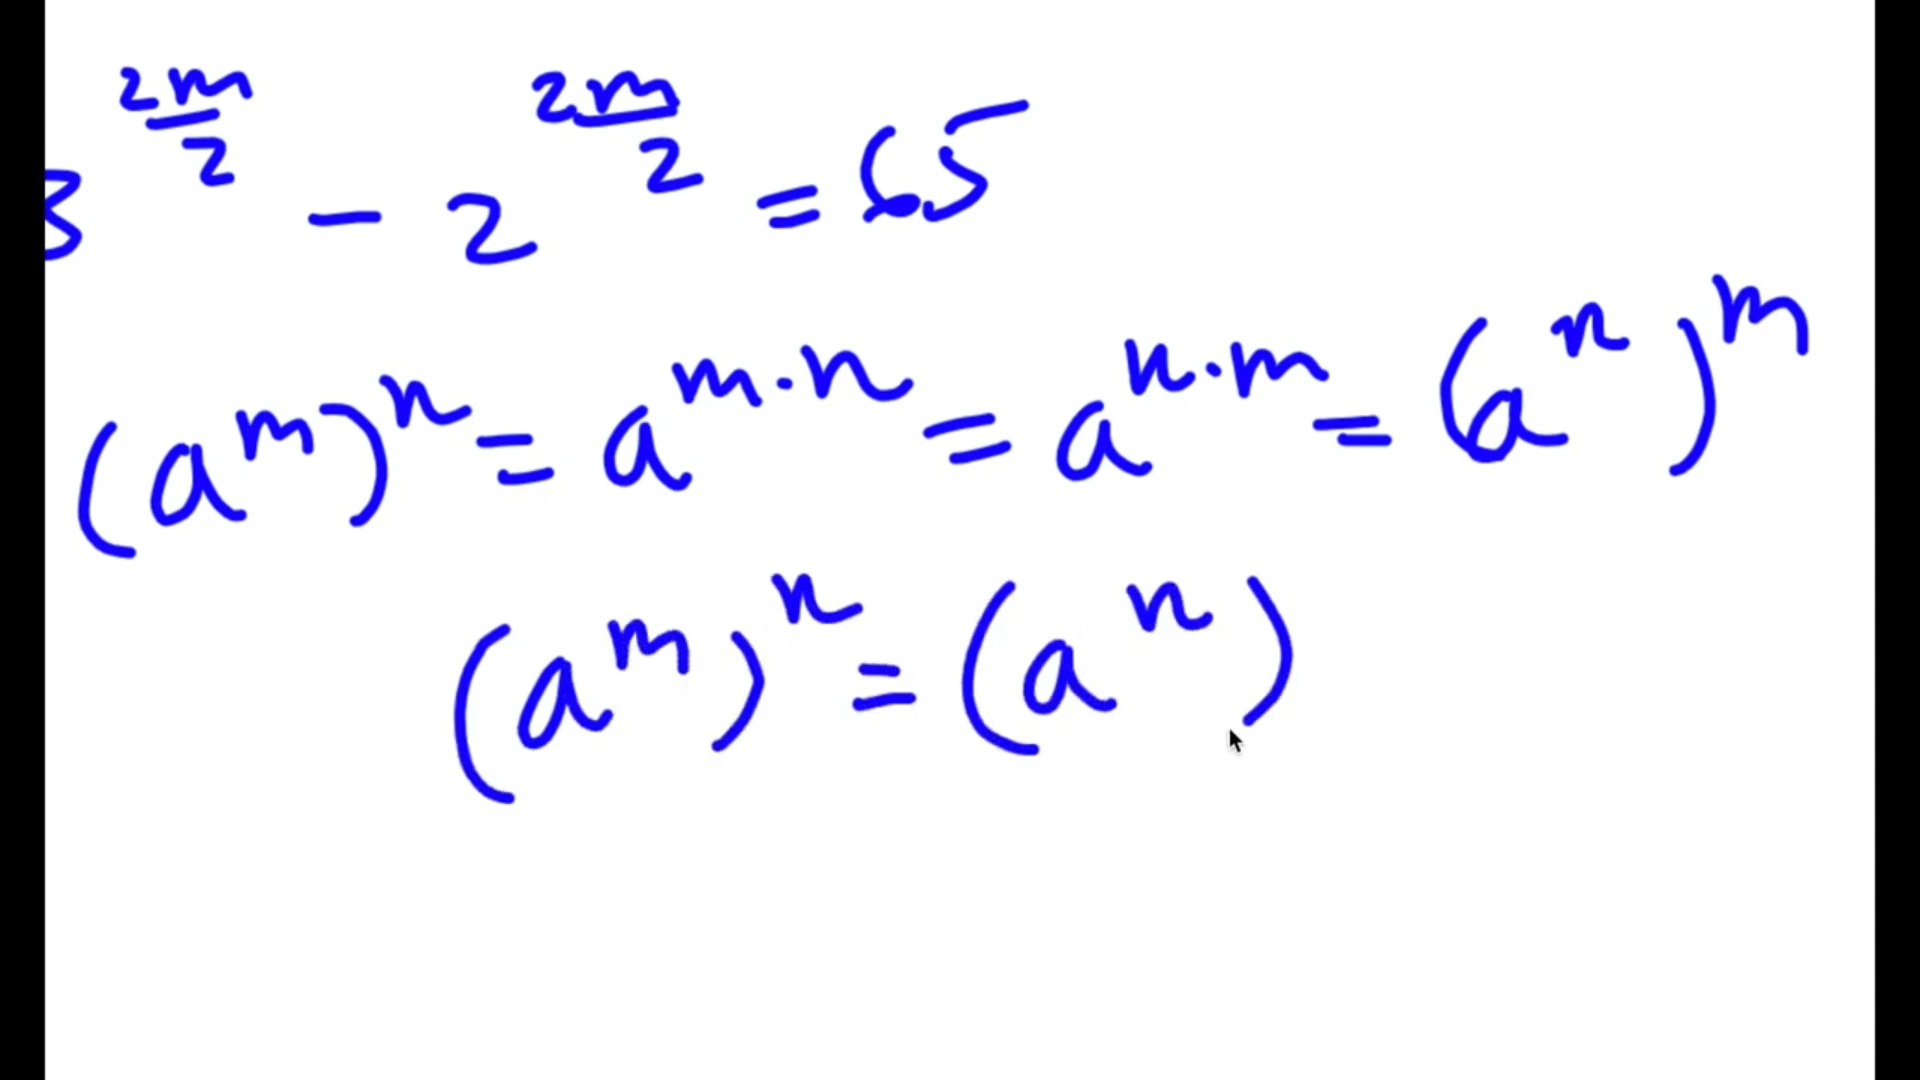 3^(2m/2) - 2^(2m/2) = 65
(a^m)^n = a^(m·n) = a^(n·m) = (a^n)^m
(a^m)^n = (a^n)